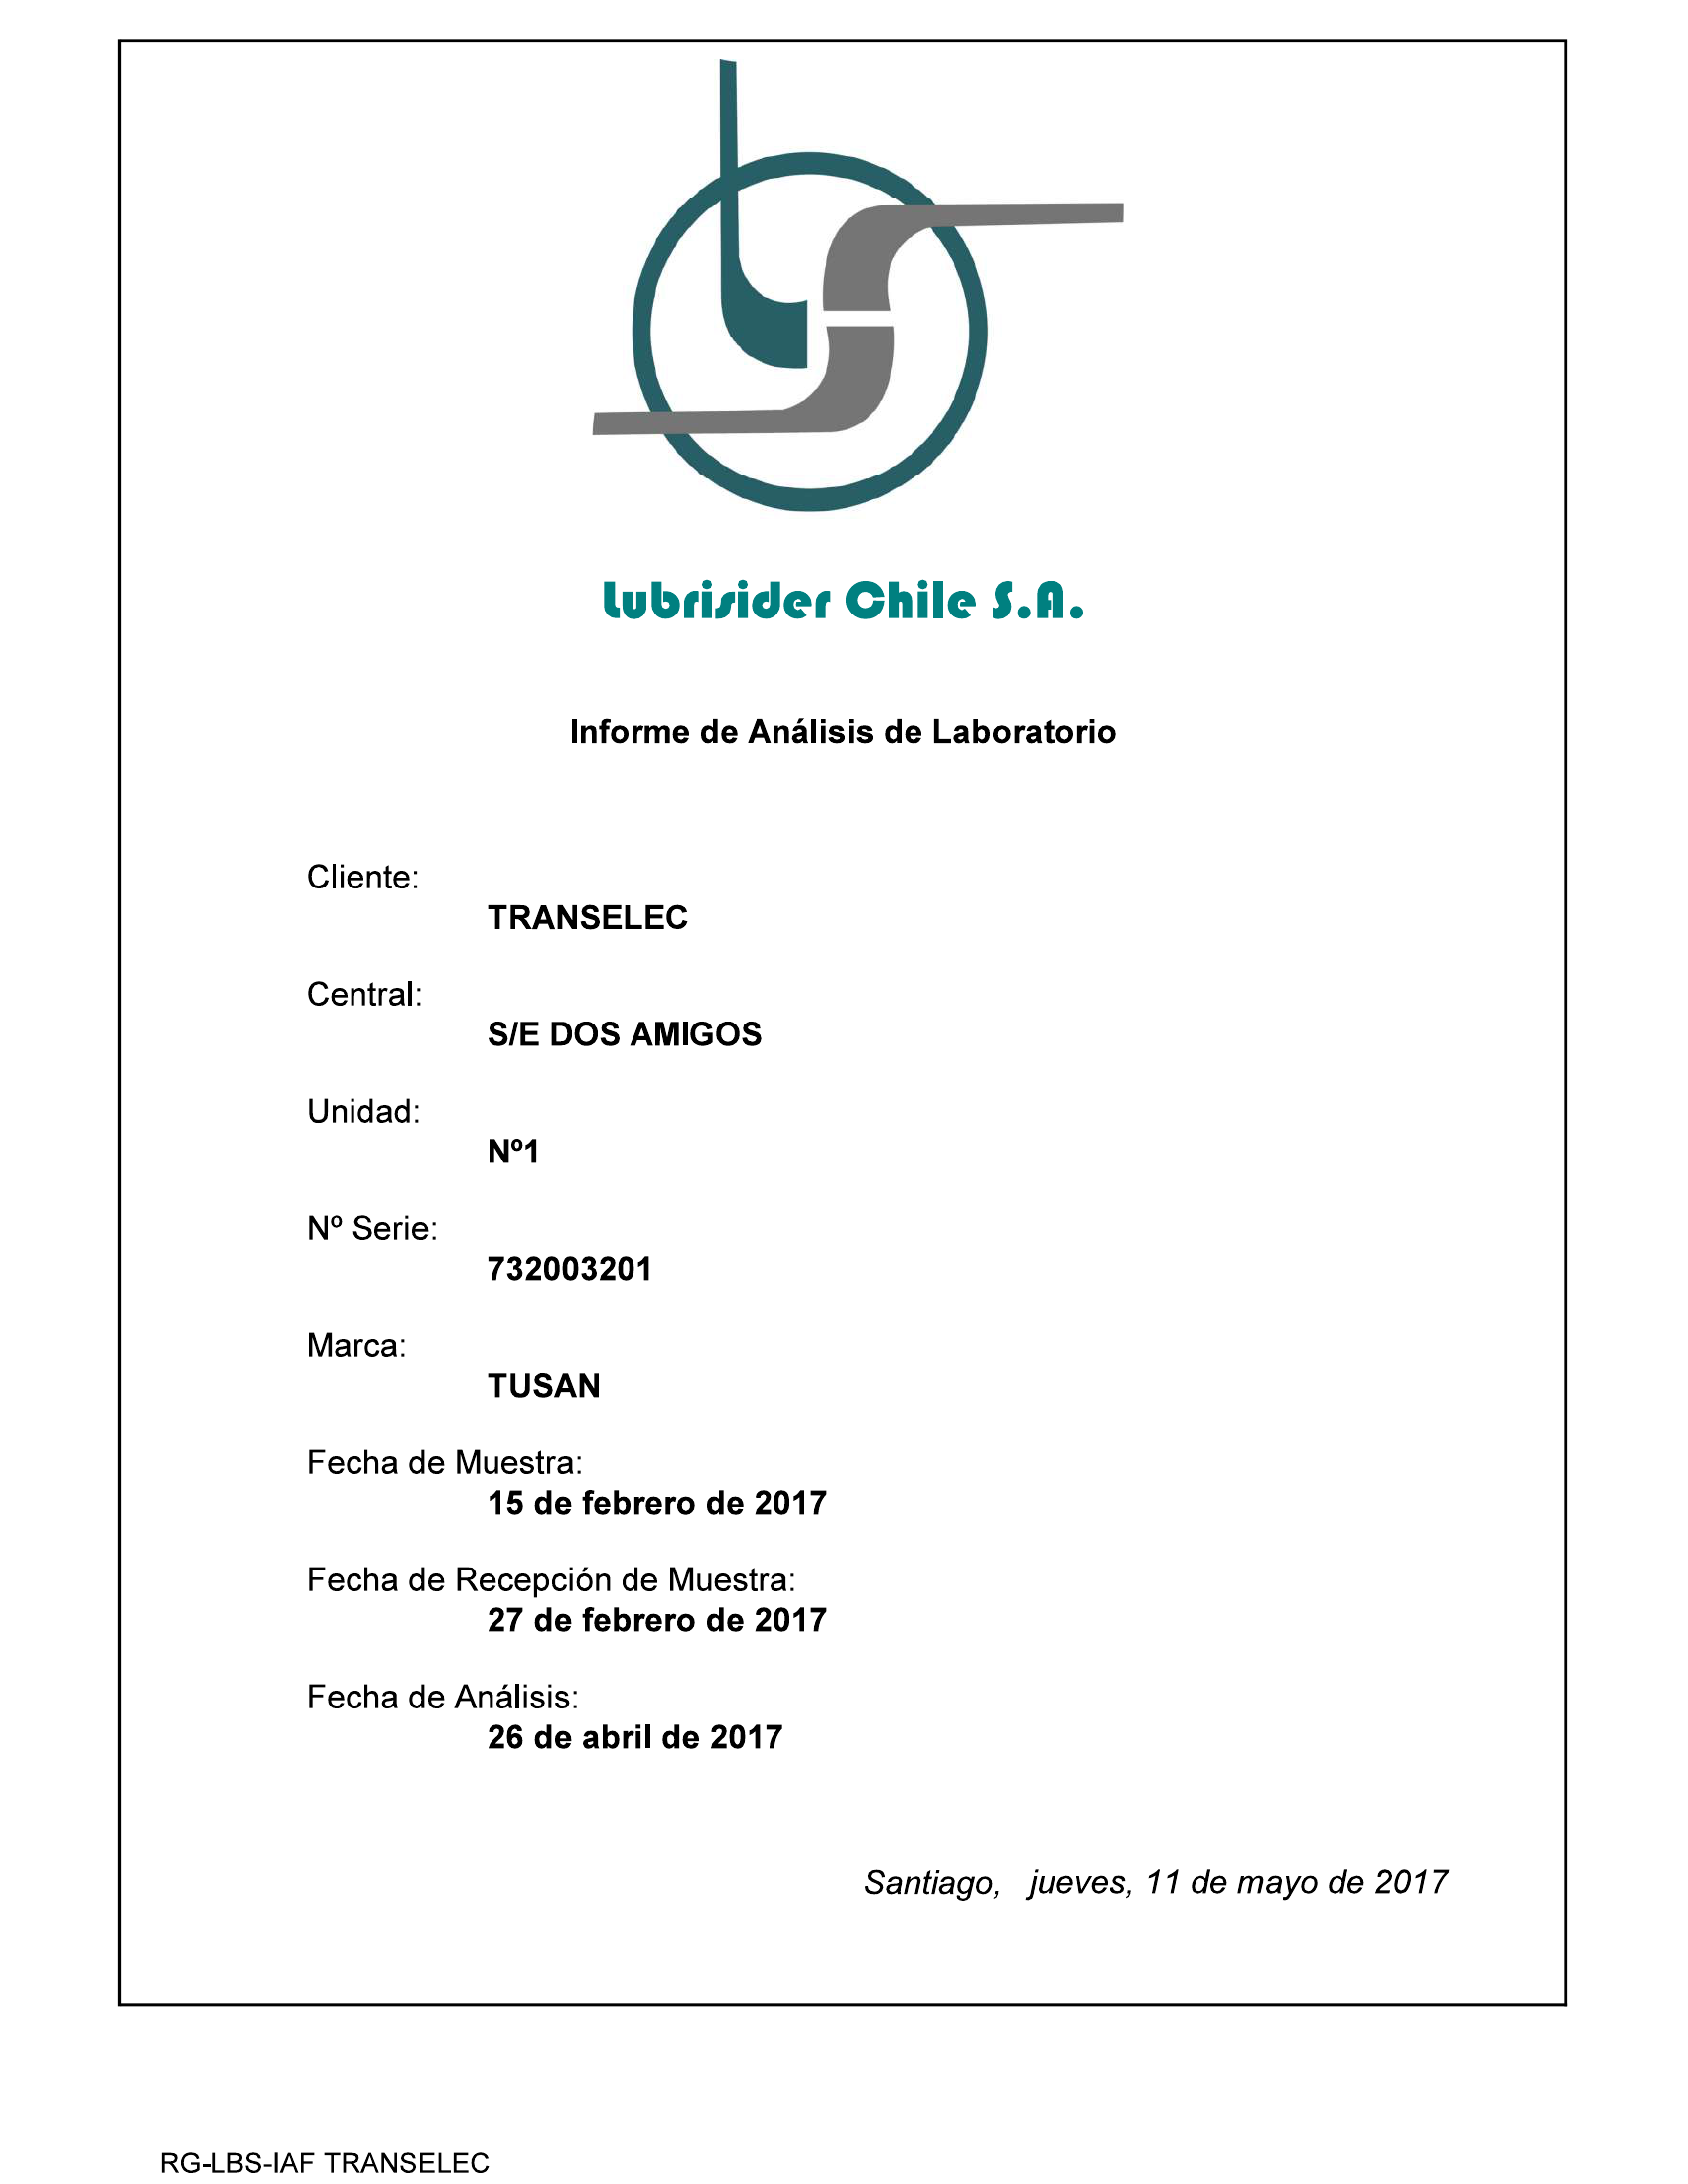 Lubrisider Chile S.A.
Informe de Análisis de Laboratorio
Cliente:
TRANSELEC
Central:
S/E DOS AMIGOS
Unidad:
Nº1
Nº Serie:
732003201
Marca:
TUSAN
Fecha de Muestra:
15 de febrero de 2017
Fecha de Recepción de Muestra:
27 de febrero de 2017
Fecha de Análisis:
26 de abril de 2017
Santiago, jueves, 11 de mayo de 2017
RG-LBS-IAF TRANSELEC